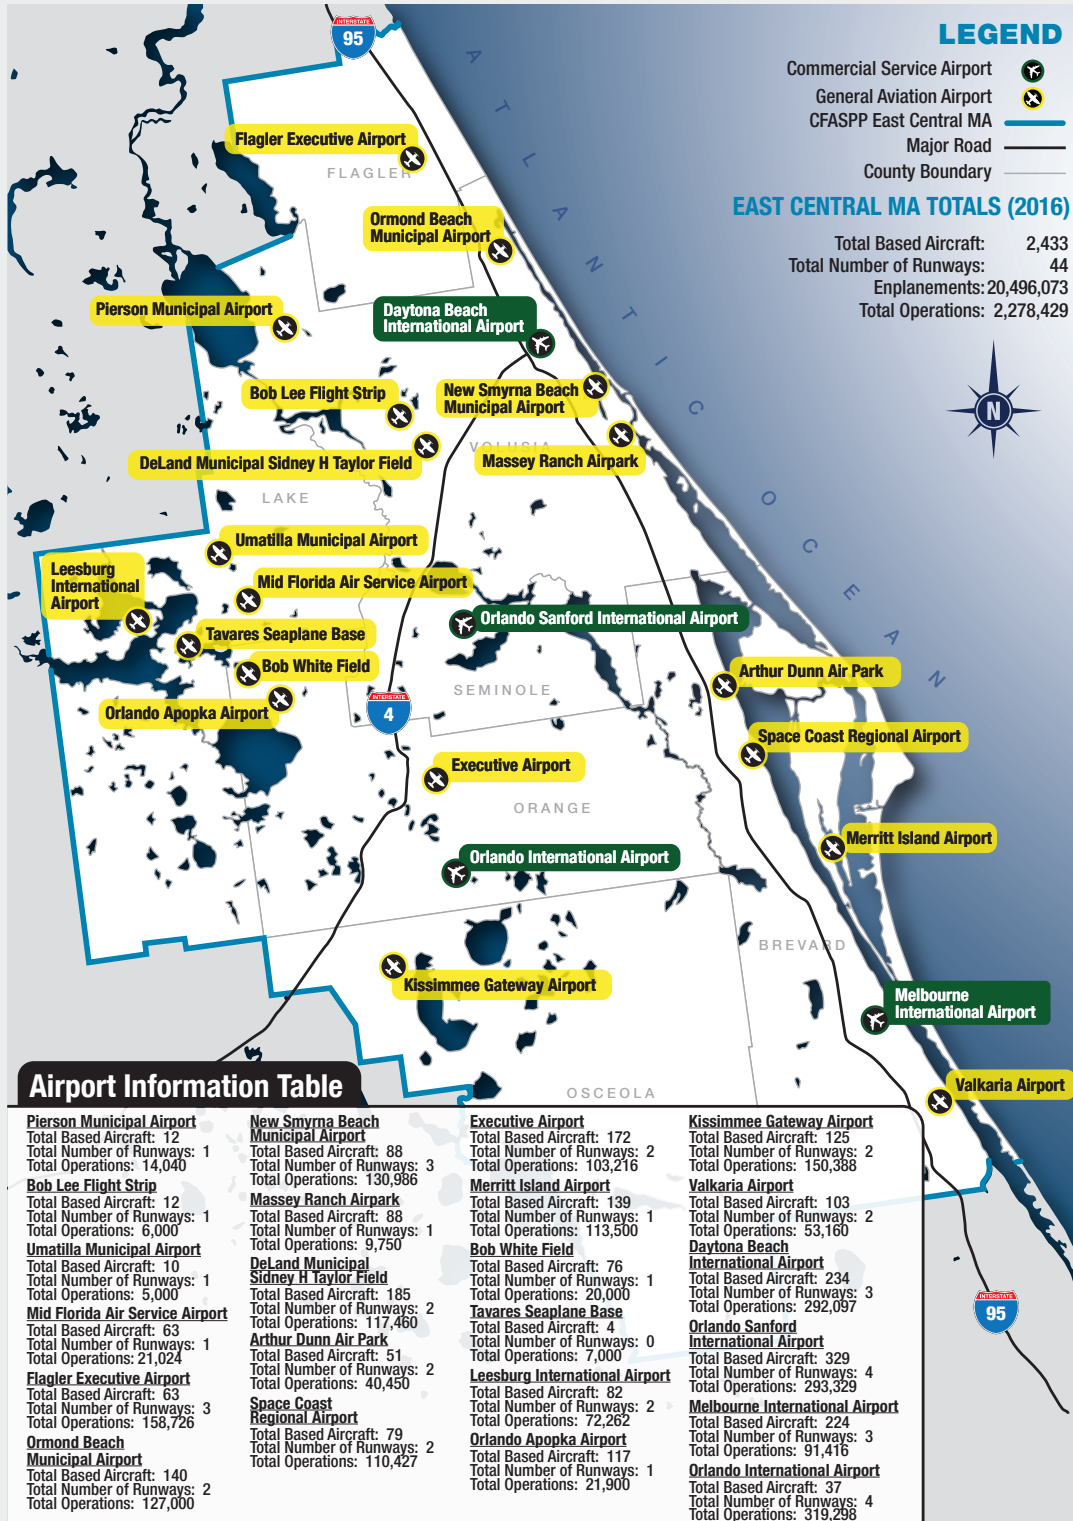 INTERSTATE
95
LEGEND
Commercial Service Airport
General Aviation Airport
CFASPP East Central MA
Major Road
County Boundary
EAST CENTRAL MA TOTALS (2016)
Total Based Aircraft: 2,433
Total Number of Runways: 44
Enplanements: 20,496,073
Total Operations: 2,278,429
N
ATLANTIC OCEAN
Flagler Executive Airport
FLAGLER
Ormond Beach
Municipal Airport
Pierson Municipal Airport
Daytona Beach
International Airport
Bob Lee Flight Strip
New Smyrna Beach
Municipal Airport
VOLUSIA
DeLand Municipal Sidney H Taylor Field
Massey Ranch Airpark
LAKE
Umatilla Municipal Airport
Leesburg
International
Airport
Mid Florida Air Service Airport
Orlando Sanford International Airport
Tavares Seaplane Base
Bob White Field
Arthur Dunn Air Park
SEMINOLE
Orlando Apopka Airport
INTERSTATE
4
Space Coast Regional Airport
Executive Airport
ORANGE
Merritt Island Airport
Orlando International Airport
BREVARD
Kissimmee Gateway Airport
Melbourne
International Airport
OSCEOLA
Valkaria Airport
INTERSTATE
95
Airport Information Table
Pierson Municipal Airport
Total Based Aircraft: 12
Total Number of Runways: 1
Total Operations: 14,040
Bob Lee Flight Strip
Total Based Aircraft: 12
Total Number of Runways: 1
Total Operations: 6,000
Umatilla Municipal Airport
Total Based Aircraft: 10
Total Number of Runways: 1
Total Operations: 5,000
Mid Florida Air Service Airport
Total Based Aircraft: 63
Total Number of Runways: 1
Total Operations: 21,024
Flagler Executive Airport
Total Based Aircraft: 63
Total Number of Runways: 3
Total Operations: 158,726
Ormond Beach
Municipal Airport
Total Based Aircraft: 140
Total Number of Runways: 2
Total Operations: 127,000
New Smyrna Beach
Municipal Airport
Total Based Aircraft: 88
Total Number of Runways: 3
Total Operations: 130,986
Massey Ranch Airpark
Total Based Aircraft: 88
Total Number of Runways: 1
Total Operations: 9,750
DeLand Municipal
Sidney H Taylor Field
Total Based Aircraft: 185
Total Number of Runways: 2
Total Operations: 117,460
Arthur Dunn Air Park
Total Based Aircraft: 51
Total Number of Runways: 2
Total Operations: 40,450
Space Coast
Regional Airport
Total Based Aircraft: 79
Total Number of Runways: 2
Total Operations: 110,427
Executive Airport
Total Based Aircraft: 172
Total Number of Runways: 2
Total Operations: 103,216
Merritt Island Airport
Total Based Aircraft: 139
Total Number of Runways: 1
Total Operations: 113,500
Bob White Field
Total Based Aircraft: 76
Total Number of Runways: 1
Total Operations: 20,000
Tavares Seaplane Base
Total Based Aircraft: 4
Total Number of Runways: 0
Total Operations: 7,000
Leesburg International Airport
Total Based Aircraft: 82
Total Number of Runways: 2
Total Operations: 72,262
Orlando Apopka Airport
Total Based Aircraft: 117
Total Number of Runways: 1
Total Operations: 21,900
Kissimmee Gateway Airport
Total Based Aircraft: 125
Total Number of Runways: 2
Total Operations: 150,388
Valkaria Airport
Total Based Aircraft: 103
Total Number of Runways: 2
Total Operations: 53,160
Daytona Beach
International Airport
Total Based Aircraft: 234
Total Number of Runways: 3
Total Operations: 292,097
Orlando Sanford
International Airport
Total Based Aircraft: 329
Total Number of Runways: 4
Total Operations: 293,329
Melbourne International Airport
Total Based Aircraft: 224
Total Number of Runways: 3
Total Operations: 91,416
Orlando International Airport
Total Based Aircraft: 37
Total Number of Runways: 4
Total Operations: 319,298